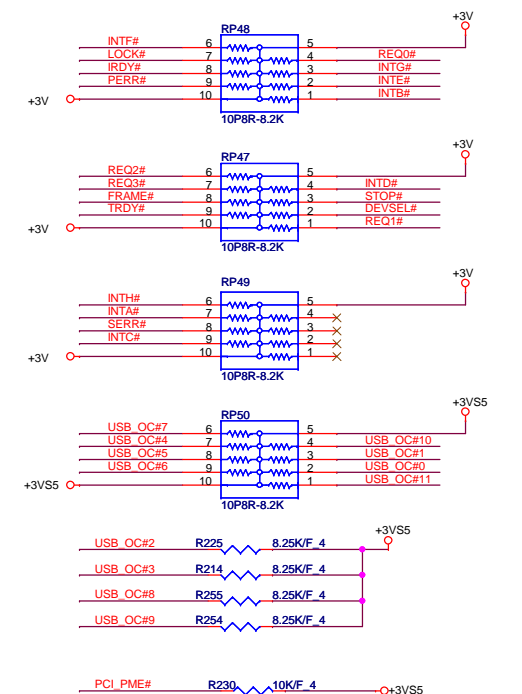 RP48
+3V
INTF# 6 5
LOCK# 7 4 REQ0#
IRDY# 8 3 INTG#
PERR# 9 2 INTE#
+3V 10 1 INTB#
10P8R-8.2K
RP47
+3V
REQ2# 6 5
REQ3# 7 4 INTD#
FRAME# 8 3 STOP#
TRDY# 9 2 DEVSEL#
+3V 10 1 REQ1#
10P8R-8.2K
RP49
+3V
INTH# 6 5
INTA# 7 4
SERR# 8 3
INTC# 9 2
+3V 10 1
10P8R-8.2K
RP50
+3VS5
USB_OC#7 6 5
USB_OC#4 7 4 USB_OC#10
USB_OC#5 8 3 USB_OC#1
USB_OC#6 9 2 USB_OC#0
+3VS5 10 1 USB_OC#11
10P8R-8.2K
+3VS5
USB_OC#2 R225 8.25K/F_4
USB_OC#3 R214 8.25K/F_4
USB_OC#8 R255 8.25K/F_4
USB_OC#9 R254 8.25K/F_4
PCI_PME# R230 10K/F_4 +3VS5